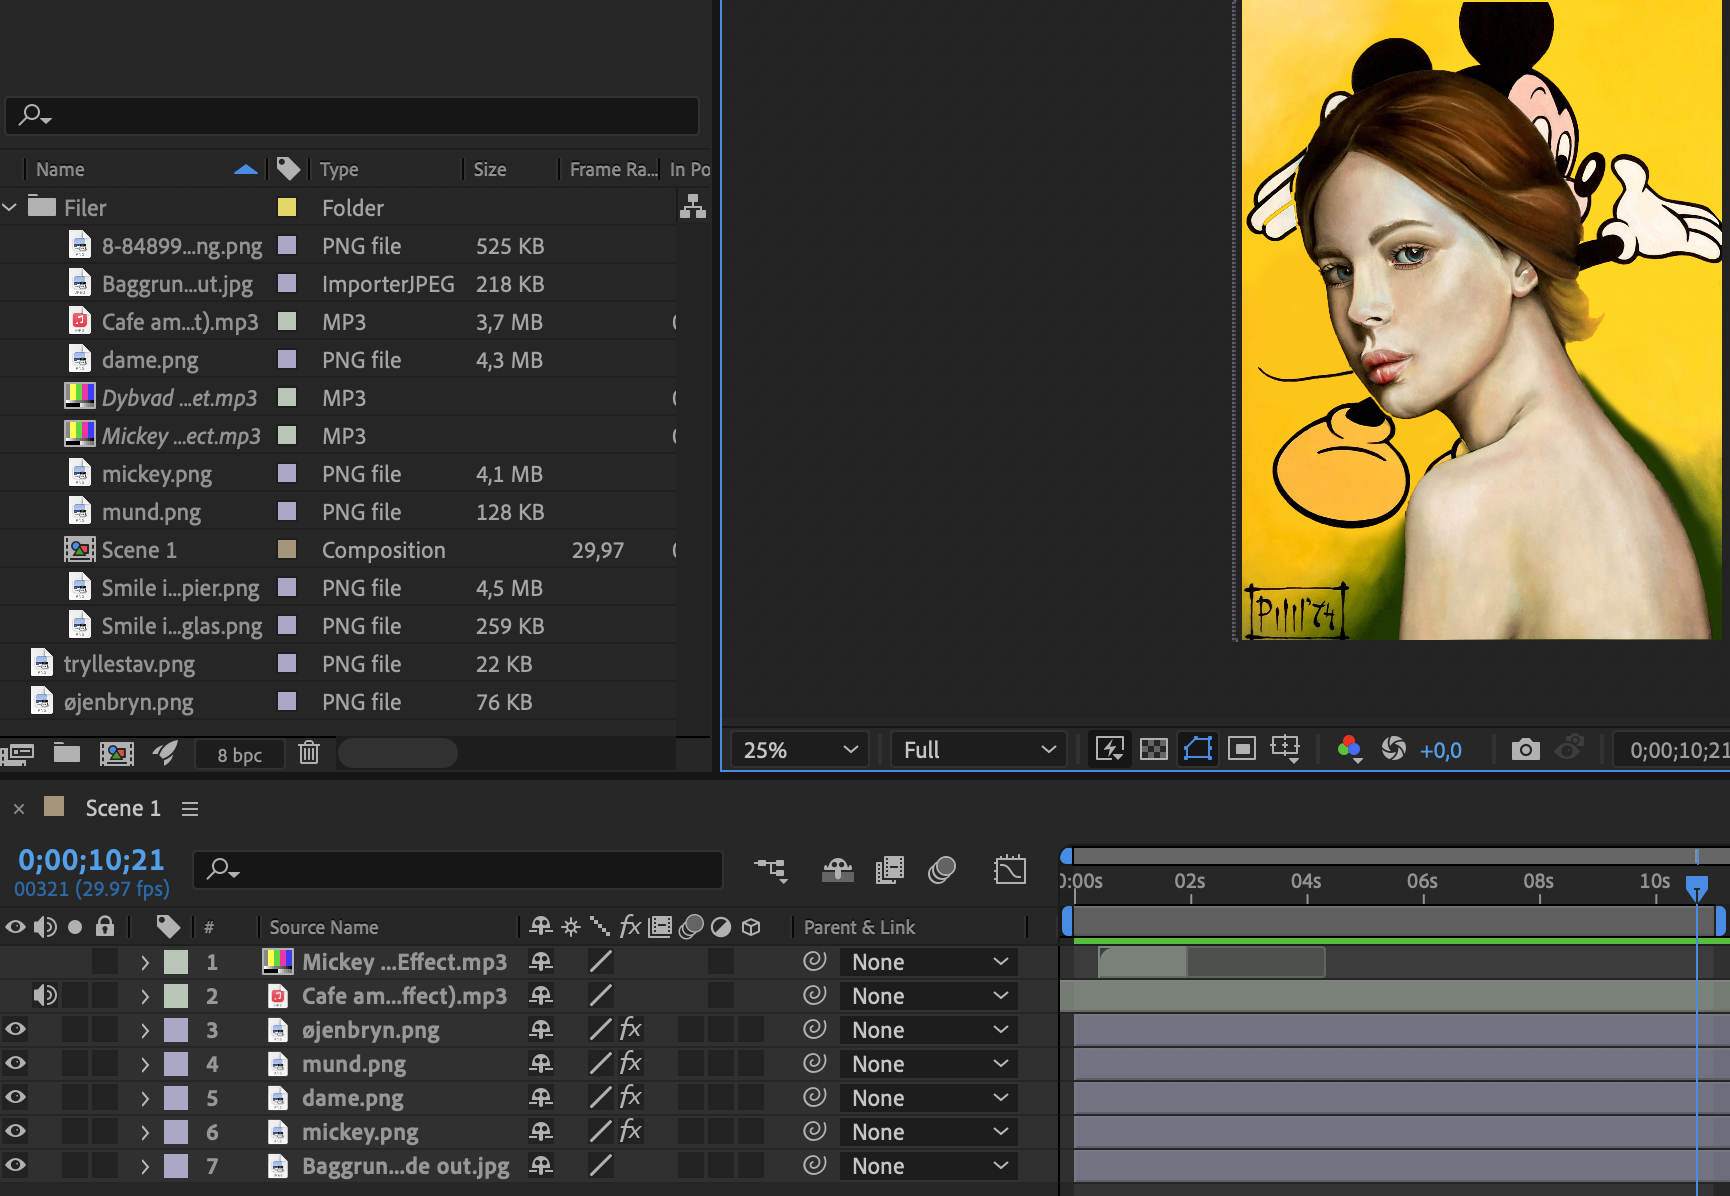 Name Type Size Frame Ra... In Po
Filer Folder
8-84899...ng.png PNG file 525 KB
Baggrun...ut.jpg ImporterJPEG 218 KB
Cafe am...t).mp3 MP3 3,7 MB
dame.png PNG file 4,3 MB
Dybvad ...et.mp3 MP3
Mickey ...ect.mp3 MP3
mickey.png PNG file 4,1 MB
mund.png PNG file 128 KB
Scene 1 Composition 29,97
Smile i...pier.png PNG file 4,5 MB
Smile i...glas.png PNG file 259 KB
tryllestav.png PNG file 22 KB
øjenbryn.png PNG file 76 KB
8 bpc
25% Full +0,0 0;00;10;21
Scene 1
0;00;10;21
00321 (29.97 fps)
0:00s 02s 04s 06s 08s 10s
# Source Name fx Parent & Link
1 Mickey ...Effect.mp3 None
2 Cafe am...ffect).mp3 None
3 øjenbryn.png fx None
4 mund.png fx None
5 dame.png fx None
6 mickey.png fx None
7 Baggrun...de out.jpg None